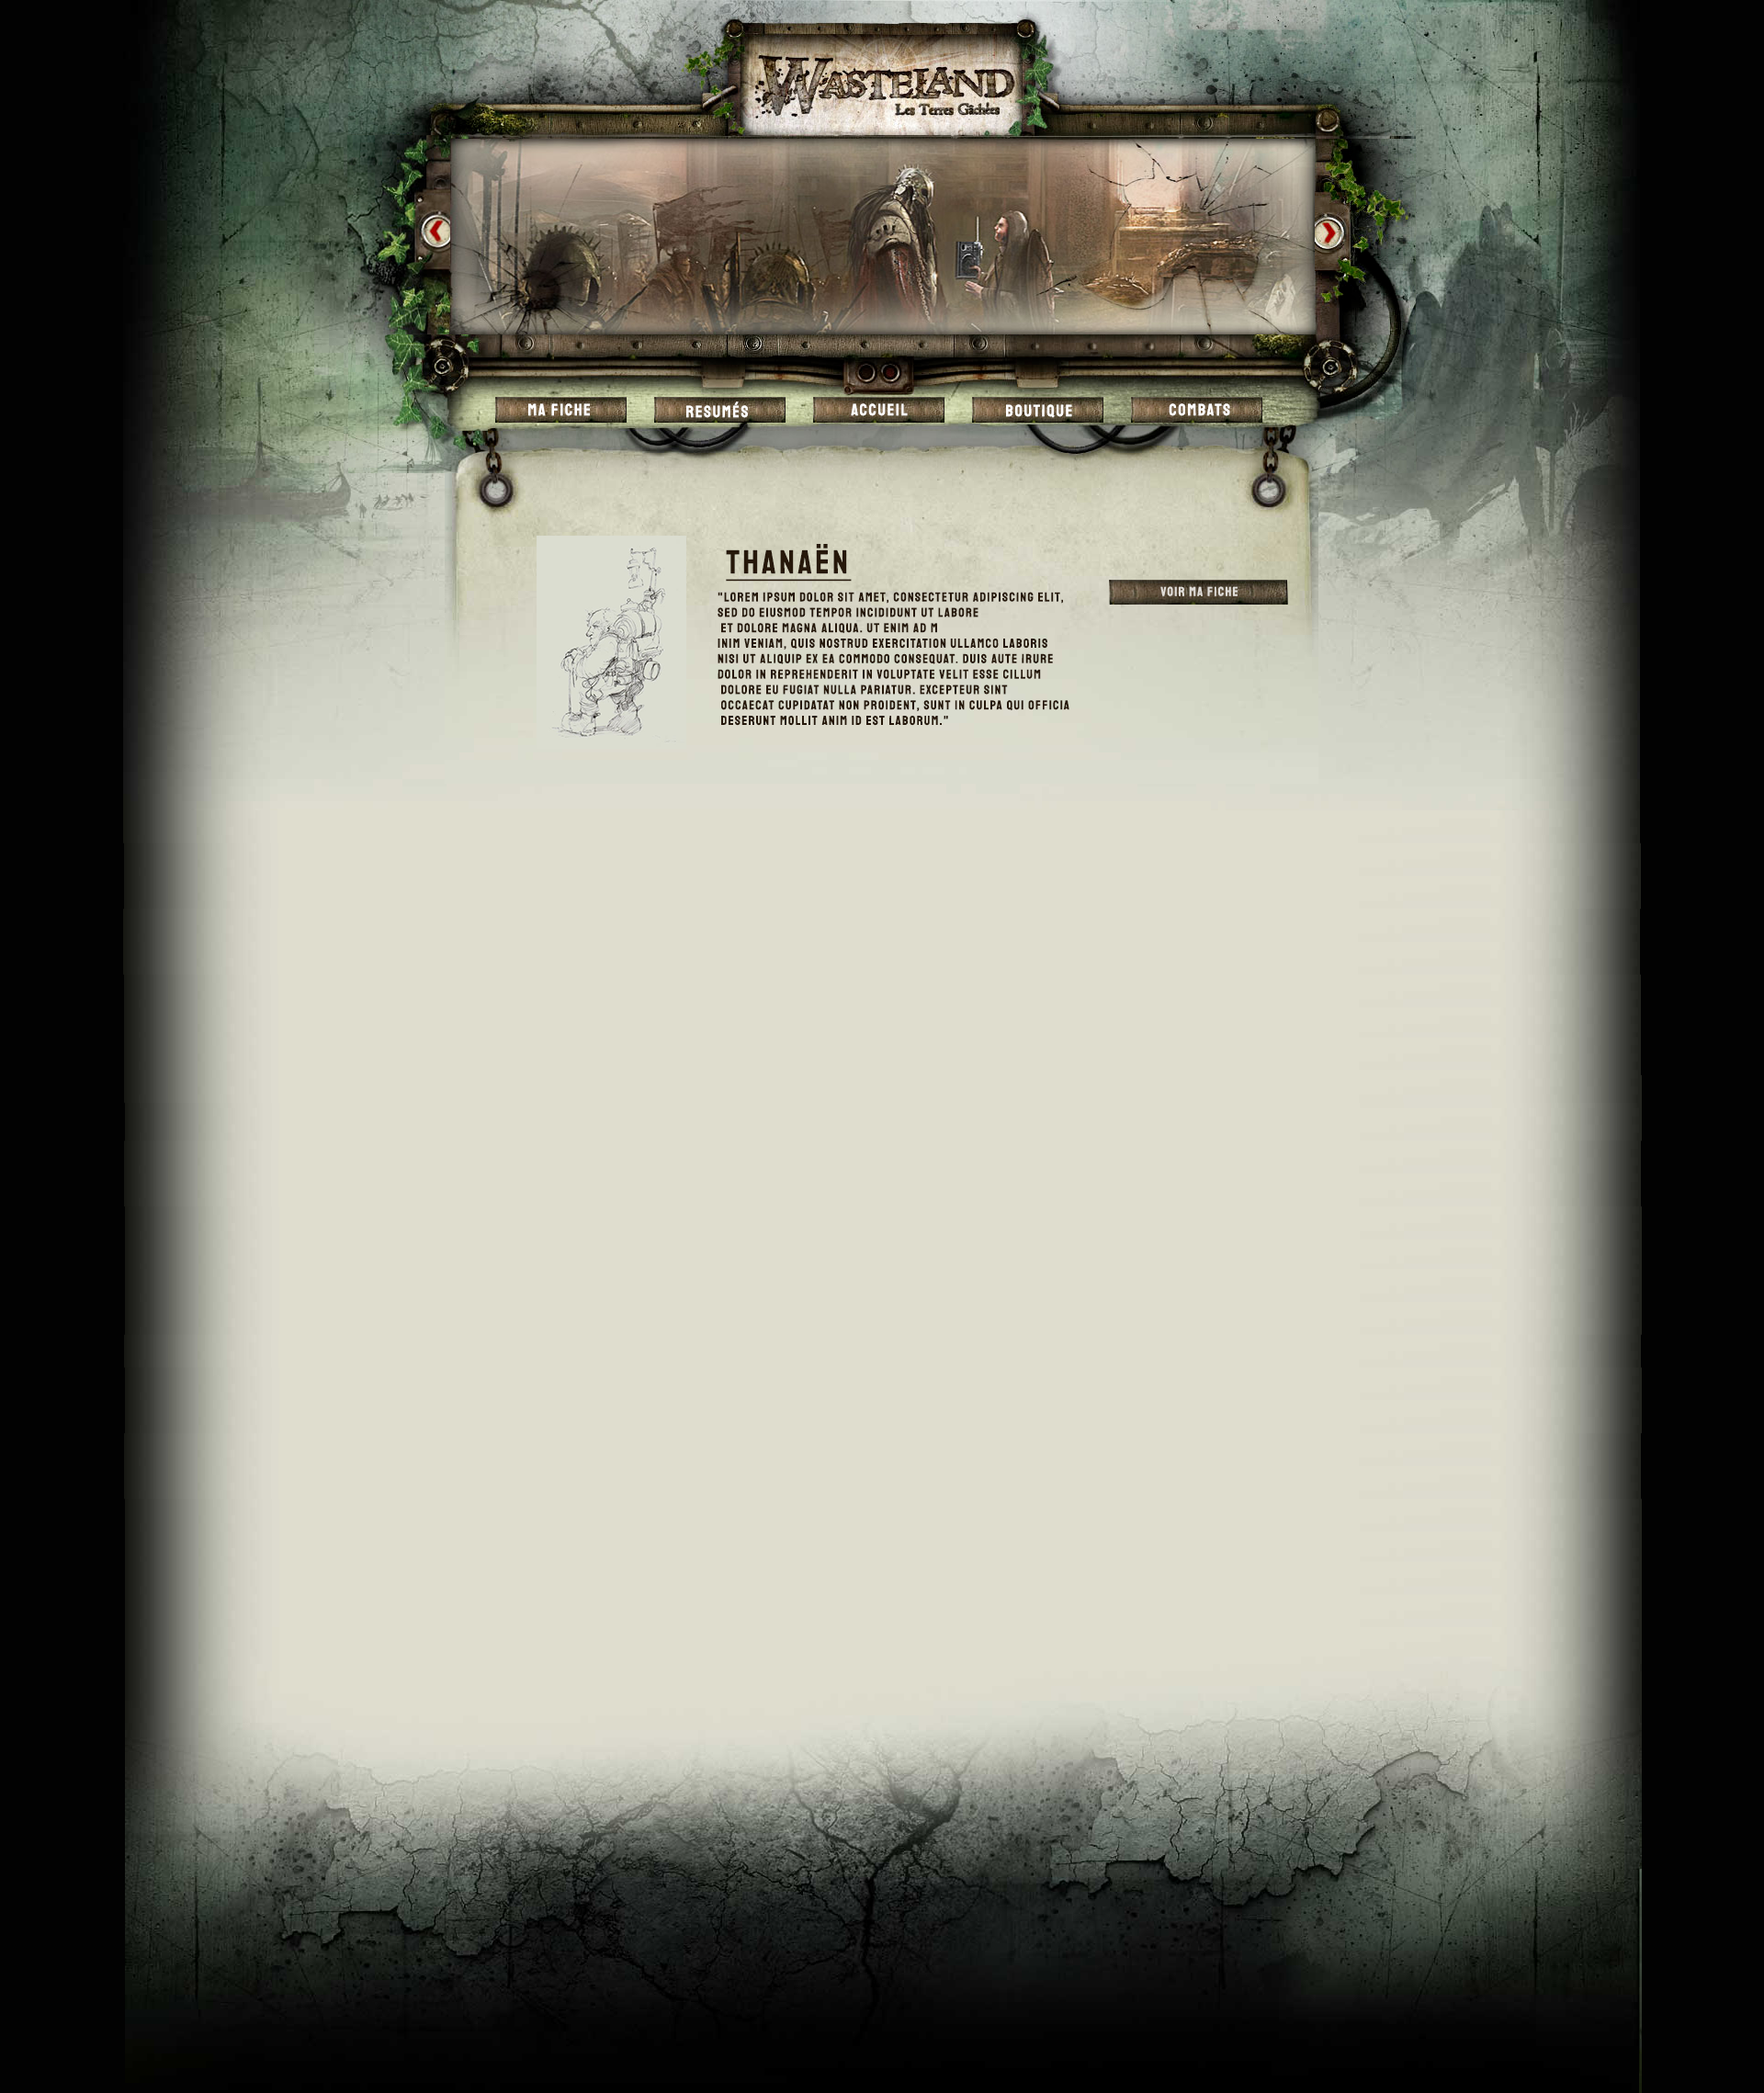 Wasteland
Les Terres Gâchées
MA FICHE
RESUMÉS
ACCUEIL
BOUTIQUE
COMBATS
THANAËN
"LOREM IPSUM DOLOR SIT AMET, CONSECTETUR ADIPISCING ELIT,
SED DO EIUSMOD TEMPOR INCIDIDUNT UT LABORE
ET DOLORE MAGNA ALIQUA. UT ENIM AD M
INIM VENIAM, QUIS NOSTRUD EXERCITATION ULLAMCO LABORIS
NISI UT ALIQUIP EX EA COMMODO CONSEQUAT. DUIS AUTE IRURE
DOLOR IN REPREHENDERIT IN VOLUPTATE VELIT ESSE CILLUM
DOLORE EU FUGIAT NULLA PARIATUR. EXCEPTEUR SINT
OCCAECAT CUPIDATAT NON PROIDENT, SUNT IN CULPA QUI OFFICIA
DESERUNT MOLLIT ANIM ID EST LABORUM."
VOIR MA FICHE